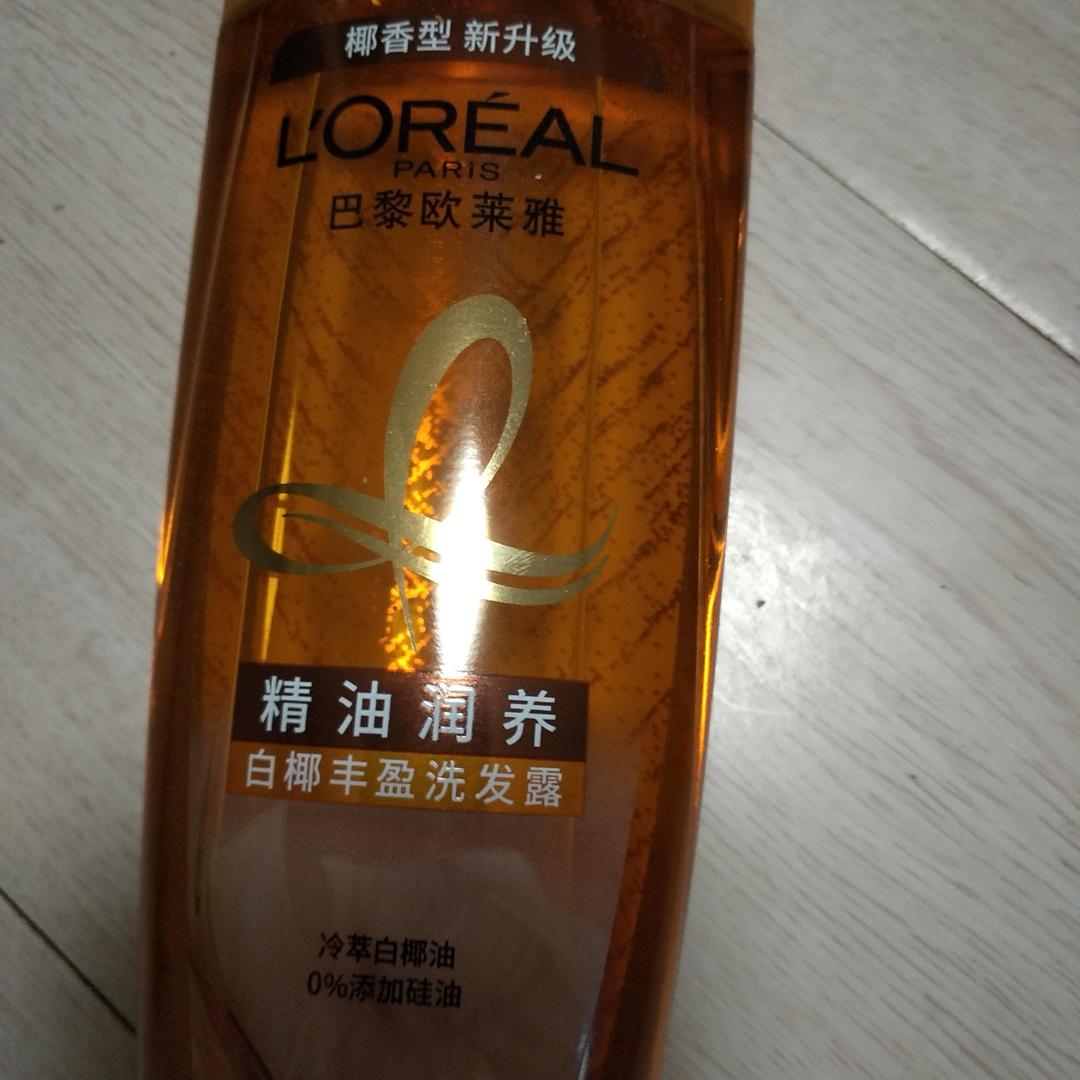 椰香型 新升级
L'ORÉAL
PARiS
巴黎欧莱雅
精油润养
白椰丰盈洗发露
冷萃白椰油
0%添加硅油